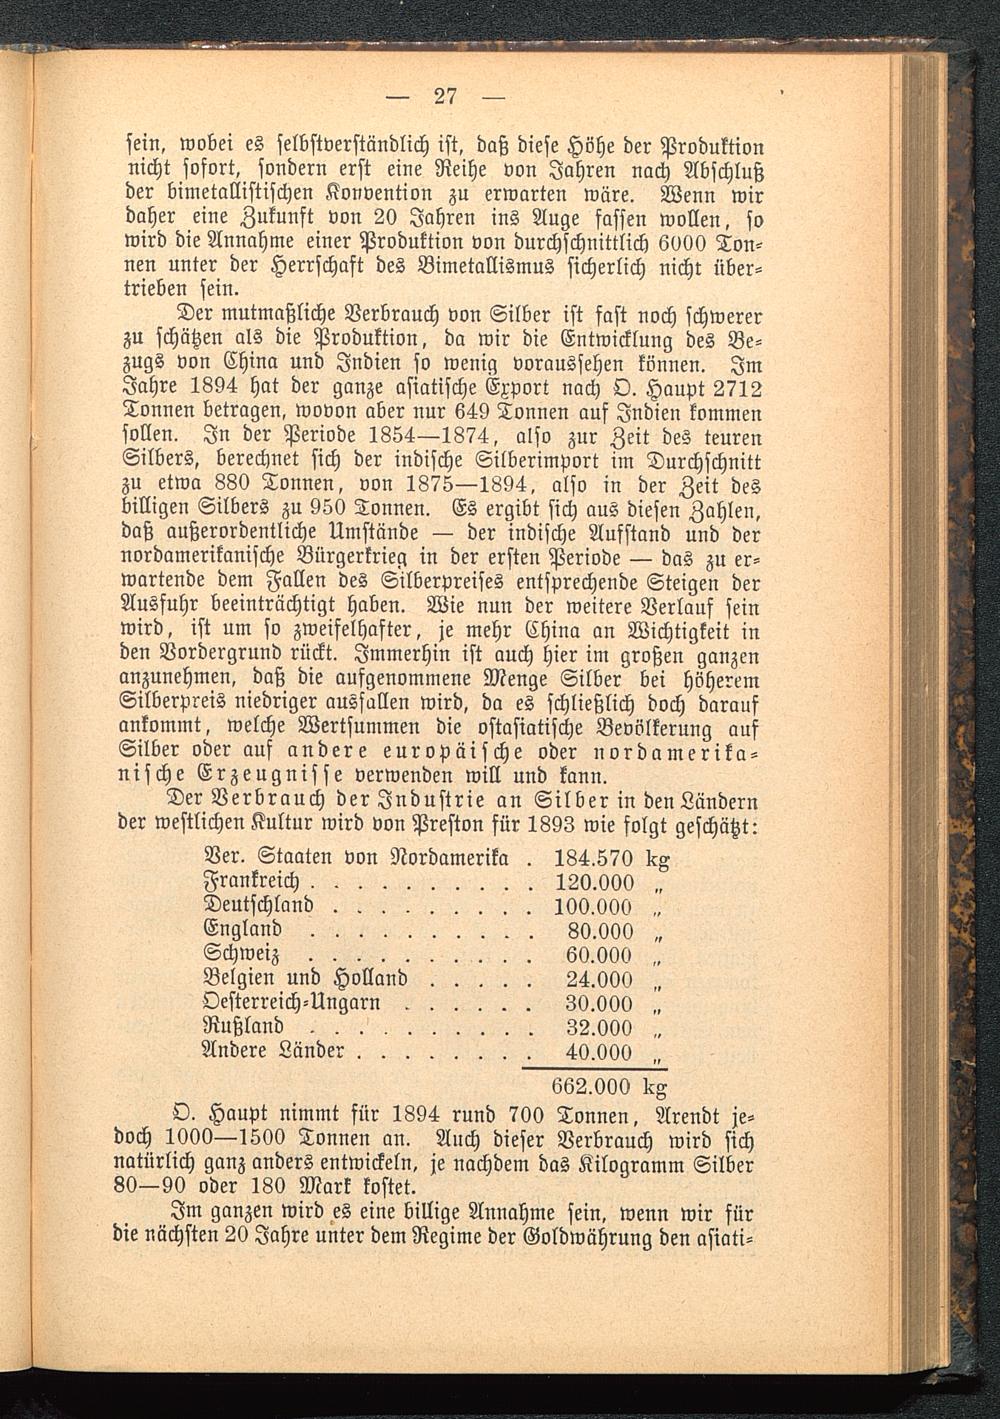 — 27 —
sein, wobei es selbstverständlich ist, daß diese Höhe der Produktion
nicht sofort, sondern erst eine Reihe von Jahren nach Abschluß
der bimetallistischen Konvention zu erwarten wäre. Wenn wir
daher eine Zukunft von 20 Jahren ins Auge fassen wollen, so
wird die Annahme einer Produktion von durchschnittlich 6000 Ton-
nen unter der Herrschaft des Bimetallismus sicherlich nicht über-
trieben sein.
Der mutmaßliche Verbrauch von Silber ist fast noch schwerer
zu schätzen als die Produktion, da wir die Entwicklung des Be-
zugs von China und Indien so wenig voraussehen können. Im
Jahre 1894 hat der ganze asiatische Export nach O. Haupt 2712
Tonnen betragen, wovon aber nur 649 Tonnen auf Indien kommen
sollen. In der Periode 1854—1874, also zur Zeit des teuren
Silbers, berechnet sich der indische Silberimport im Durchschnitt
zu etwa 880 Tonnen, von 1875—1894, also in der Zeit des
billigen Silbers zu 950 Tonnen. Es ergibt sich aus diesen Zahlen,
daß außerordentliche Umstände — der indische Aufstand und der
nordamerikanische Bürgerkrieg in der ersten Periode — das zu er-
wartende dem Fallen des Silberpreises entsprechende Steigen der
Ausfuhr beeinträchtigt haben. Wie nun der weitere Verlauf sein
wird, ist um so zweifelhafter, je mehr China an Wichtigkeit in
den Vordergrund rückt. Immerhin ist auch hier im großen ganzen
anzunehmen, daß die aufgenommene Menge Silber bei höherem
Silberpreis niedriger ausfallen wird, da es schließlich doch darauf
ankommt, welche Wertsummen die ostasiatische Bevölkerung auf
Silber oder auf andere europäische oder nordamerika-
nische Erzeugnisse verwenden will und kann.
Der Verbrauch der Industrie an Silber in den Ländern
der westlichen Kultur wird von Preston für 1893 wie folgt geschätzt:
Ver. Staaten von Nordamerika . 184.570 kg
Frankreich . . . . . . . . . . 120.000 „
Deutschland . . . . . . . . . 100.000 „
England . . . . . . . . . . 80.000 „
Schweiz . . . . . . . . . . 60.000 „
Belgien und Holland . . . . . 24.000 „
Oesterreich-Ungarn . . . . . . 30.000 „
Rußland . . . . . . . . . . 32.000 „
Andere Länder . . . . . . . . 40.000 „
662.000 kg
O. Haupt nimmt für 1894 rund 700 Tonnen, Arendt je-
doch 1000—1500 Tonnen an. Auch dieser Verbrauch wird sich
natürlich ganz anders entwickeln, je nachdem das Kilogramm Silber
80—90 oder 180 Mark kostet.
Im ganzen wird es eine billige Annahme sein, wenn wir für
die nächsten 20 Jahre unter dem Regime der Goldwährung den asiati-